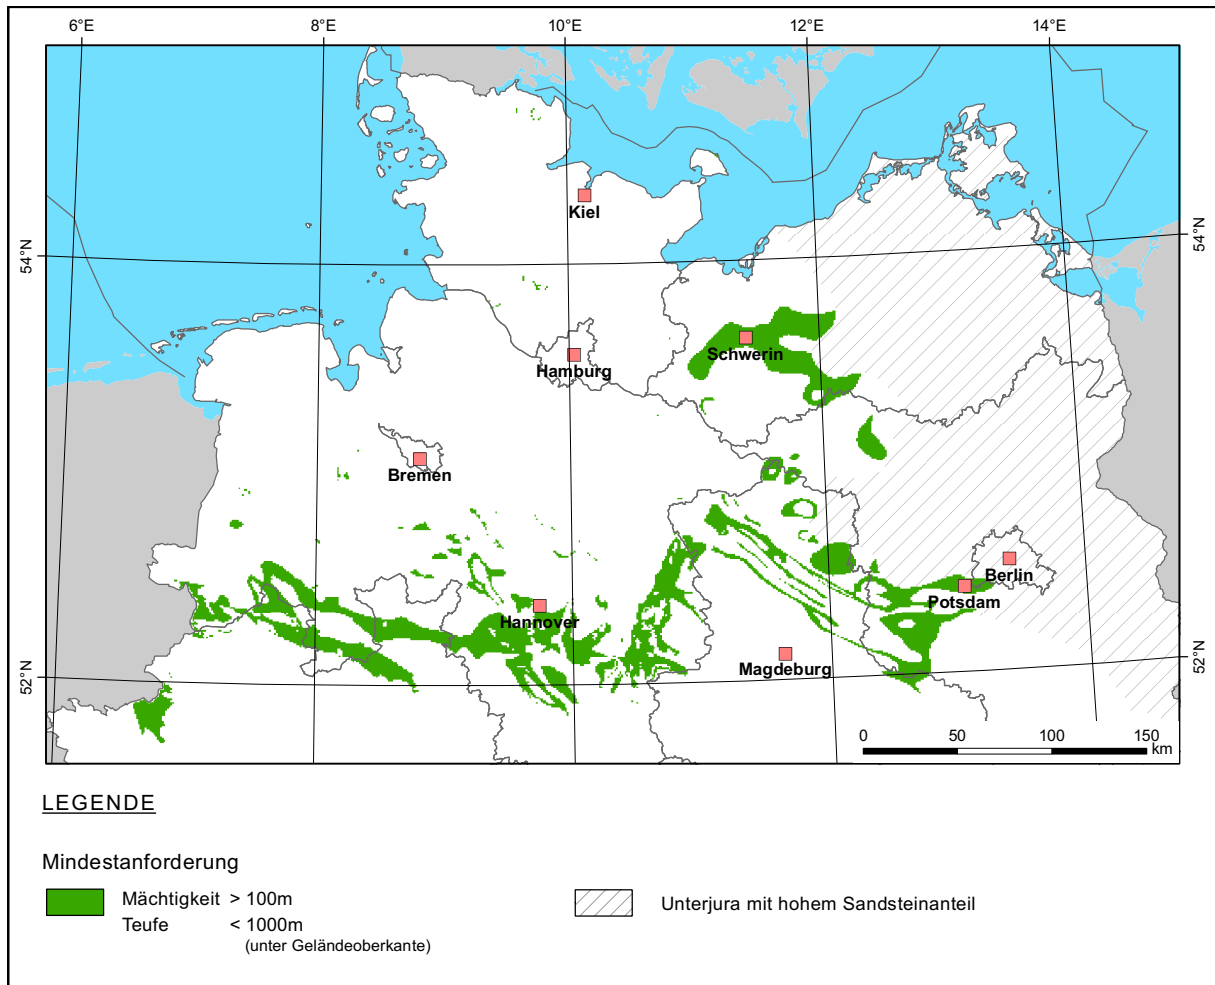 6°E 8°E 10°E 12°E 14°E
54°N
54°N
52°N
52°N
Kiel
Schwerin
Hamburg
Bremen
Berlin
Potsdam
Hannover
Magdeburg
0 50 100 150
km
LEGENDE
Mindestanforderung
Mächtigkeit > 100m
Teufe < 1000m
(unter Geländeoberkante)
Unterjura mit hohem Sandsteinanteil